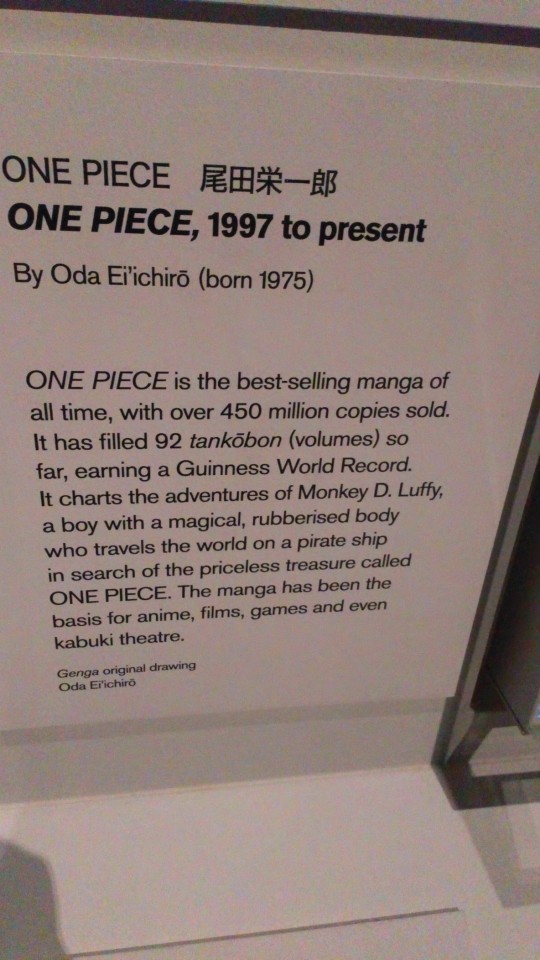 ONE PIECE 尾田栄一郎
ONE PIECE, 1997 to present
By Oda Ei'ichirō (born 1975)
ONE PIECE is the best-selling manga of
all time, with over 450 million copies sold.
It has filled 92 tankōbon (volumes) so
far, earning a Guinness World Record.
It charts the adventures of Monkey D. Luffy,
a boy with a magical, rubberised body
who travels the world on a pirate ship
in search of the priceless treasure called
ONE PIECE. The manga has been the
basis for anime, films, games and even
kabuki theatre.
Genga original drawing
Oda Ei'ichirō